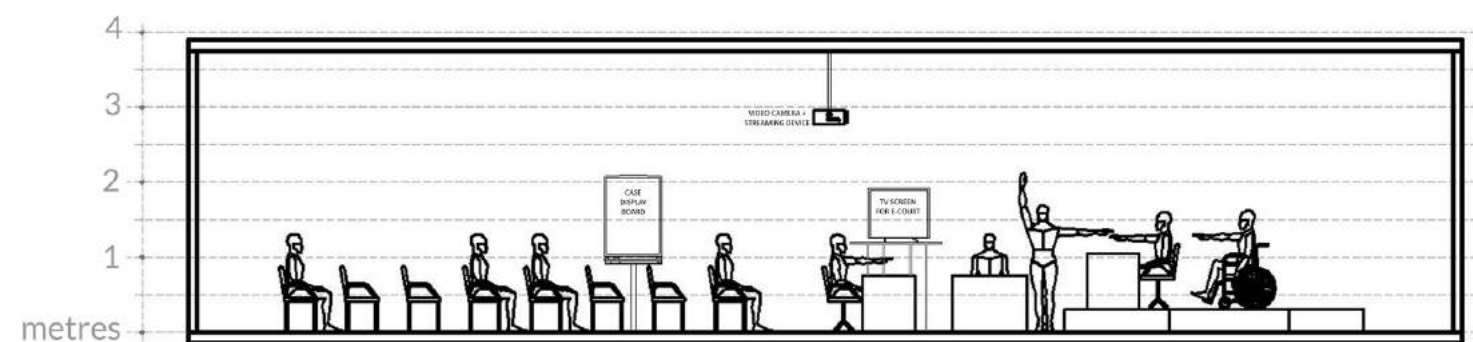 4
3
VIDEO CAMERA +
STREAMING DEVICE
2
CASE
DISPLAY
BOARD
TV SCREEN
FOR E-COURT
1
metres